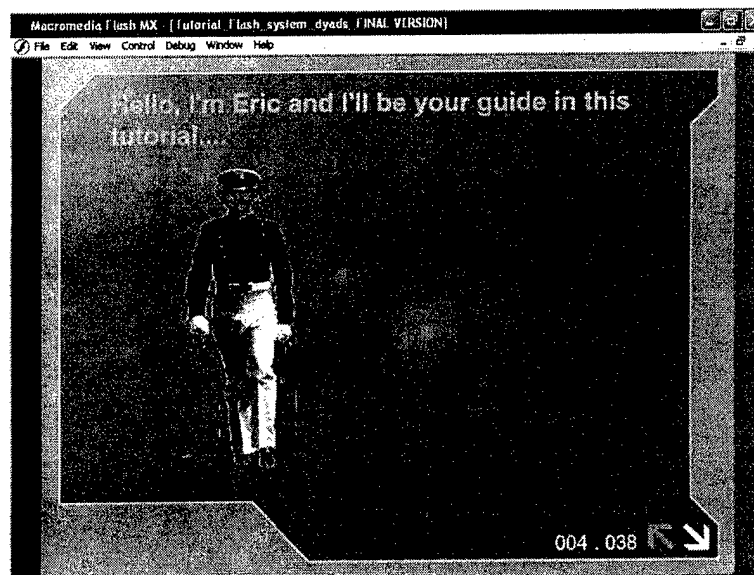 Macromedia Flash MX - [Tutorial_Flash_system_dyads_FINAL VERSION]
File Edit View Control Debug Window Help
Hello, I'm Eric and I'll be your guide in this
tutorial....
004 . 038